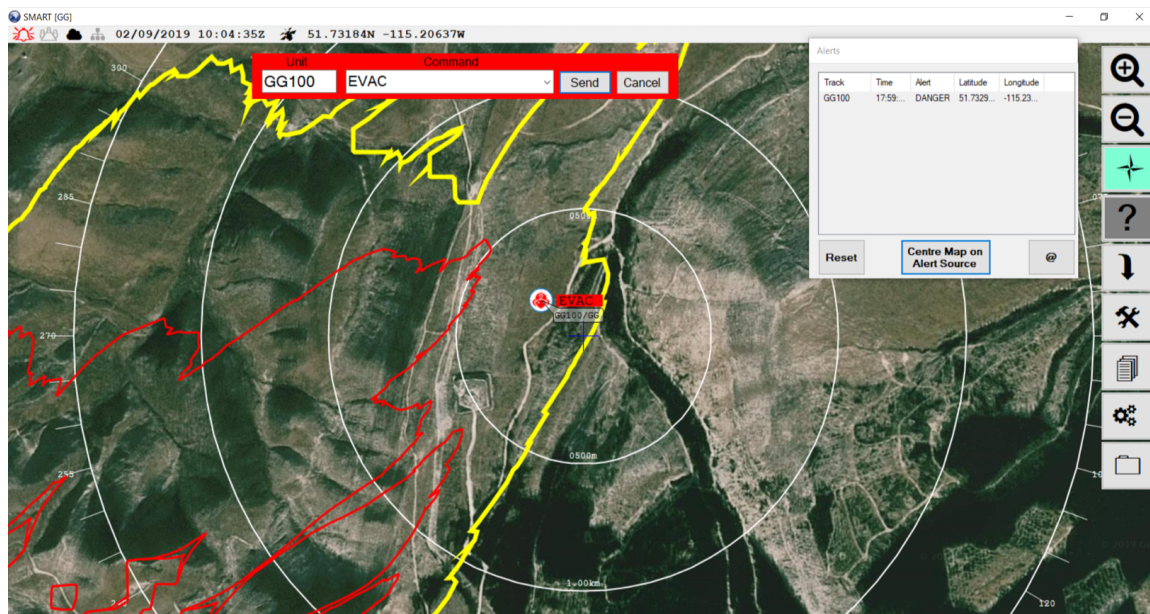 SMART [GG]
02/09/2019 10:04:35Z 51.73184N -115.20637W
Unit Command
GG100 EVAC Send Cancel
Alerts
Track Time Alert Latitude Longitude
GG100 17:59:... DANGER 51.7329... -115.23...
Reset Centre Map on Alert Source @
390
285
270
255
0500m
EVAC
GG100/GG
0500m
1.00km
120
?